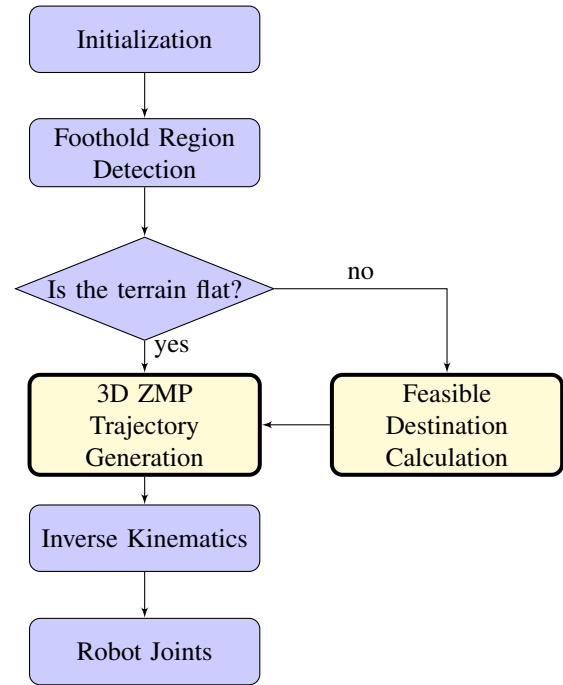 Initialization
Foothold Region
Detection
Is the terrain flat?
no
yes
3D ZMP
Trajectory
Generation
Feasible
Destination
Calculation
Inverse Kinematics
Robot Joints